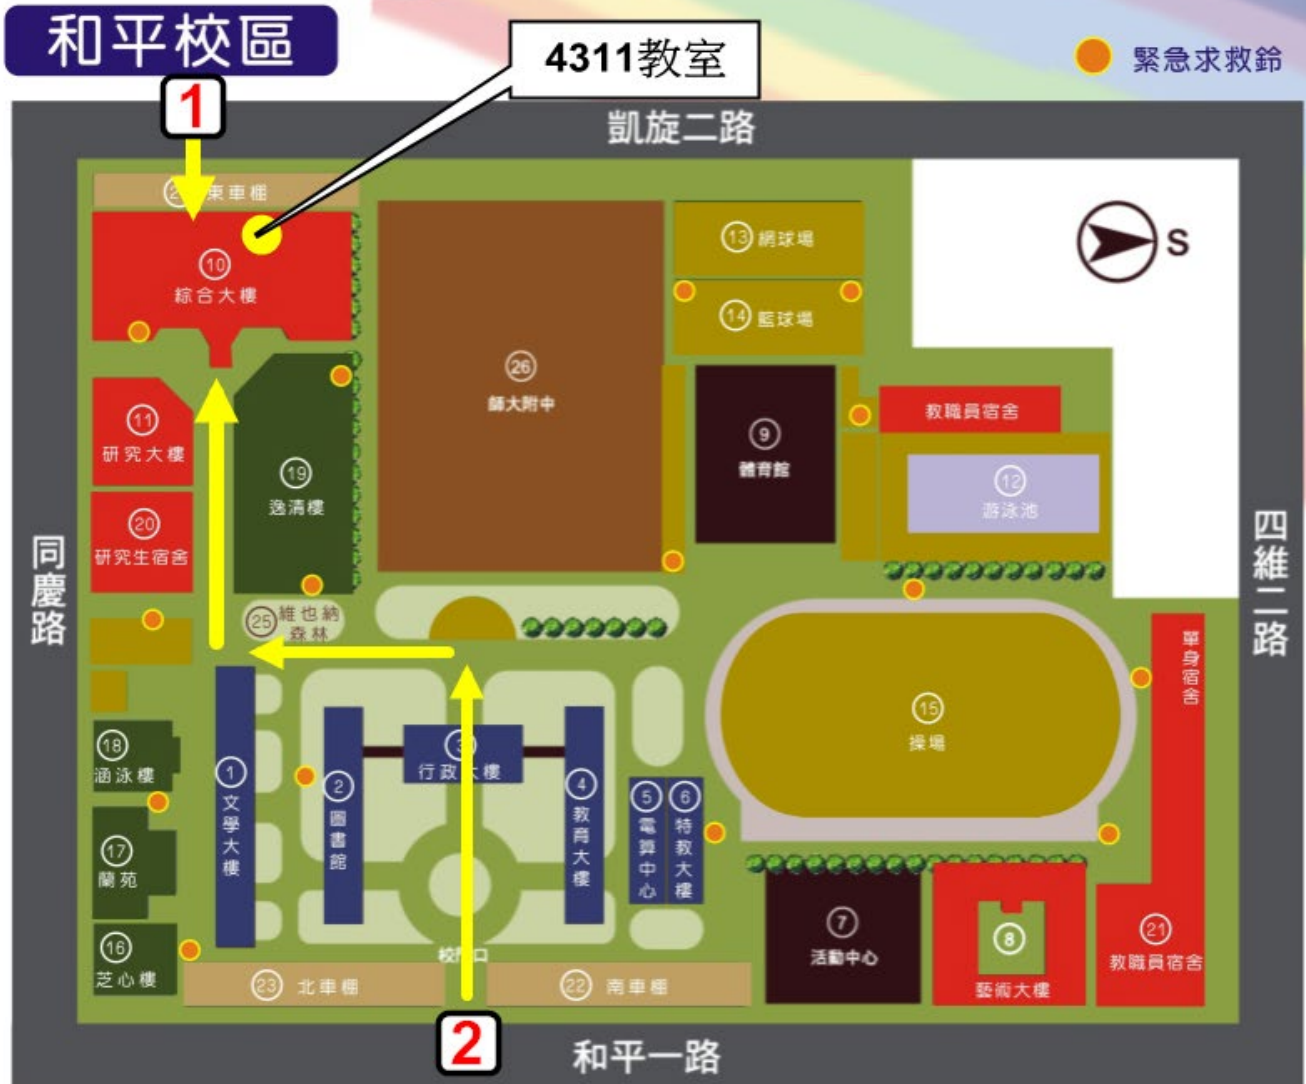 和平校區
4311教室
緊急求救鈴
1
凱旋二路
東車棚
10
綜合大樓
13 網球場
14 籃球場
S
26
師大附中
9
體育館
教職員宿舍
12
游泳池
11
研究大樓
19
逸清樓
20
研究生宿舍
25 維也納
森林
同慶路
四維二路
單身宿舍
15
操場
18
涵泳樓
1
文學大樓
2
圖書館
行政大樓
4
教育大樓
5
電算中心
6
特教大樓
17
蘭苑
16
芝心樓
7
活動中心
8
藝術大樓
21
教職員宿舍
23 北車棚
22 南車棚
2
和平一路